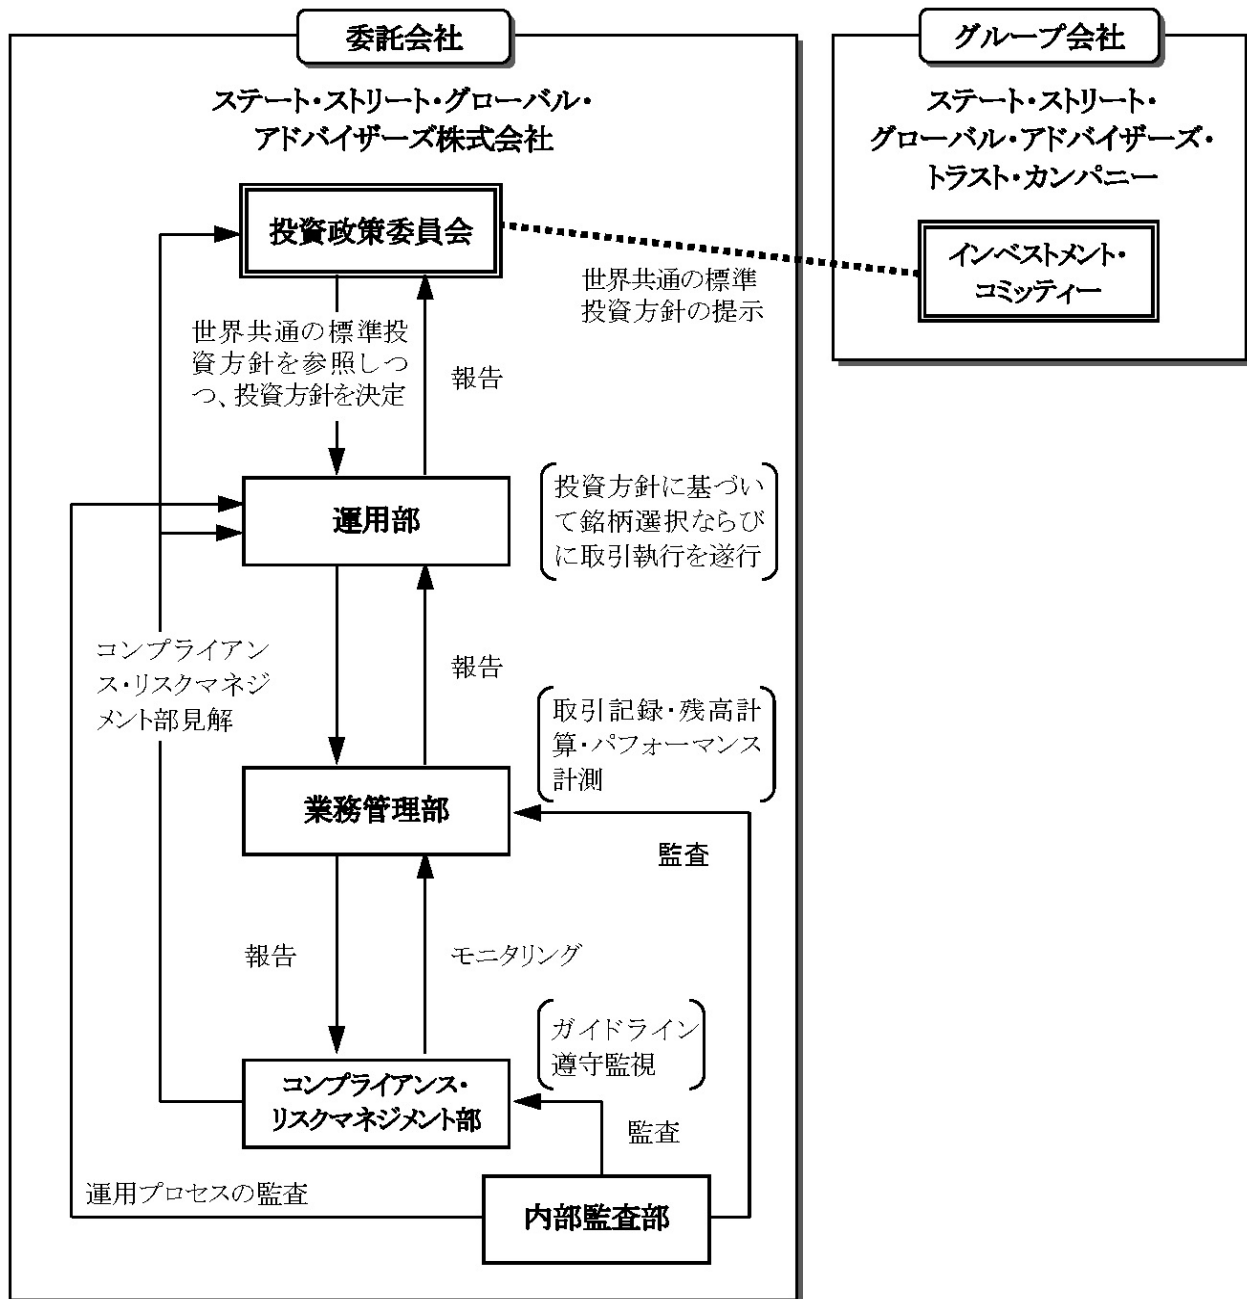 委託会社
ステート・ストリート・グローバル・
アドバイザーズ株式会社
グループ会社
ステート・ストリート・
グローバル・アドバイザーズ・
トラスト・カンパニー
投資政策委員会
インベストメント・
コミッティー
世界共通の標準
投資方針の提示
世界共通の標準投
資方針を参照しつ
つ、投資方針を決定
報告
運用部
投資方針に基づい
て銘柄選択ならび
に取引執行を遂行
コンプライアン
ス・リスクマネジ
メント部見解
報告
取引記録・残高計
算・パフォーマンス
計測
業務管理部
監査
報告
モニタリング
ガイドライン
遵守監視
コンプライアンス・
リスクマネジメント部
監査
運用プロセスの監査
内部監査部